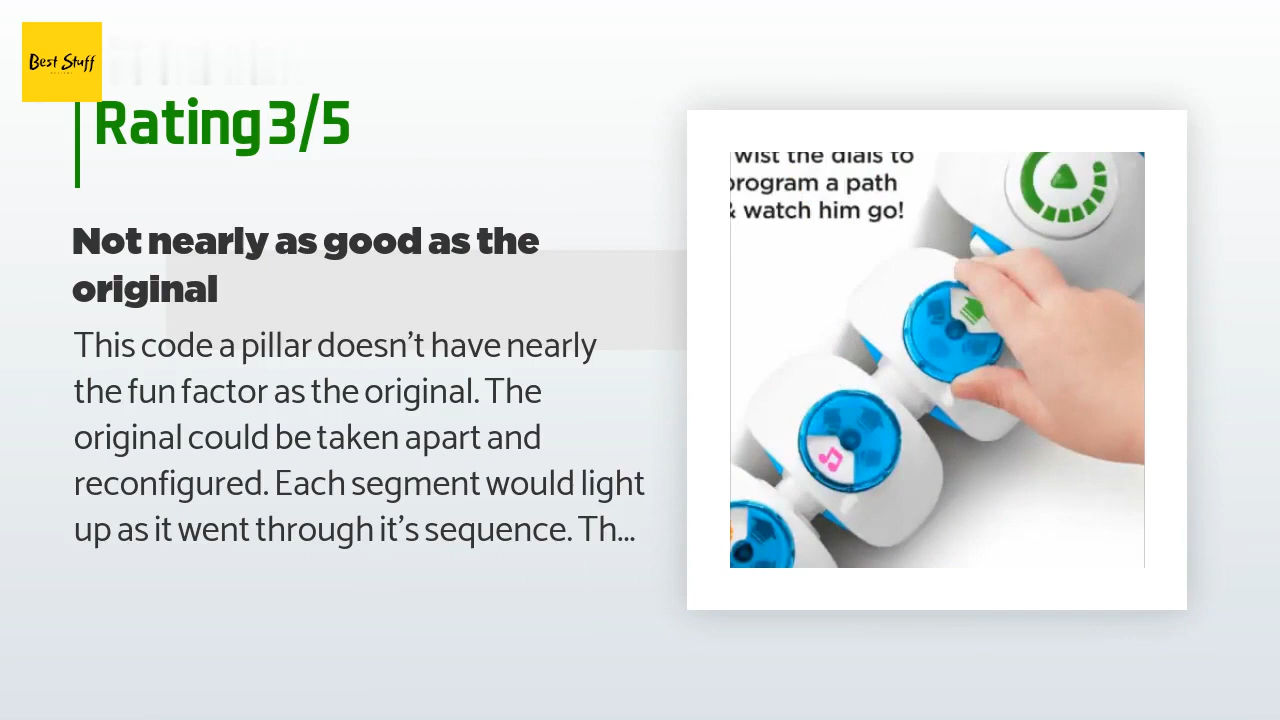 Best Stuff
Rating 3/5
Not nearly as good as the
original
This code a pillar doesn't have nearly
the fun factor as the original. The
original could be taken apart and
reconfigured. Each segment would light
up as it went through it's sequence. Th...
wist the dials to
program a path
& watch him go!